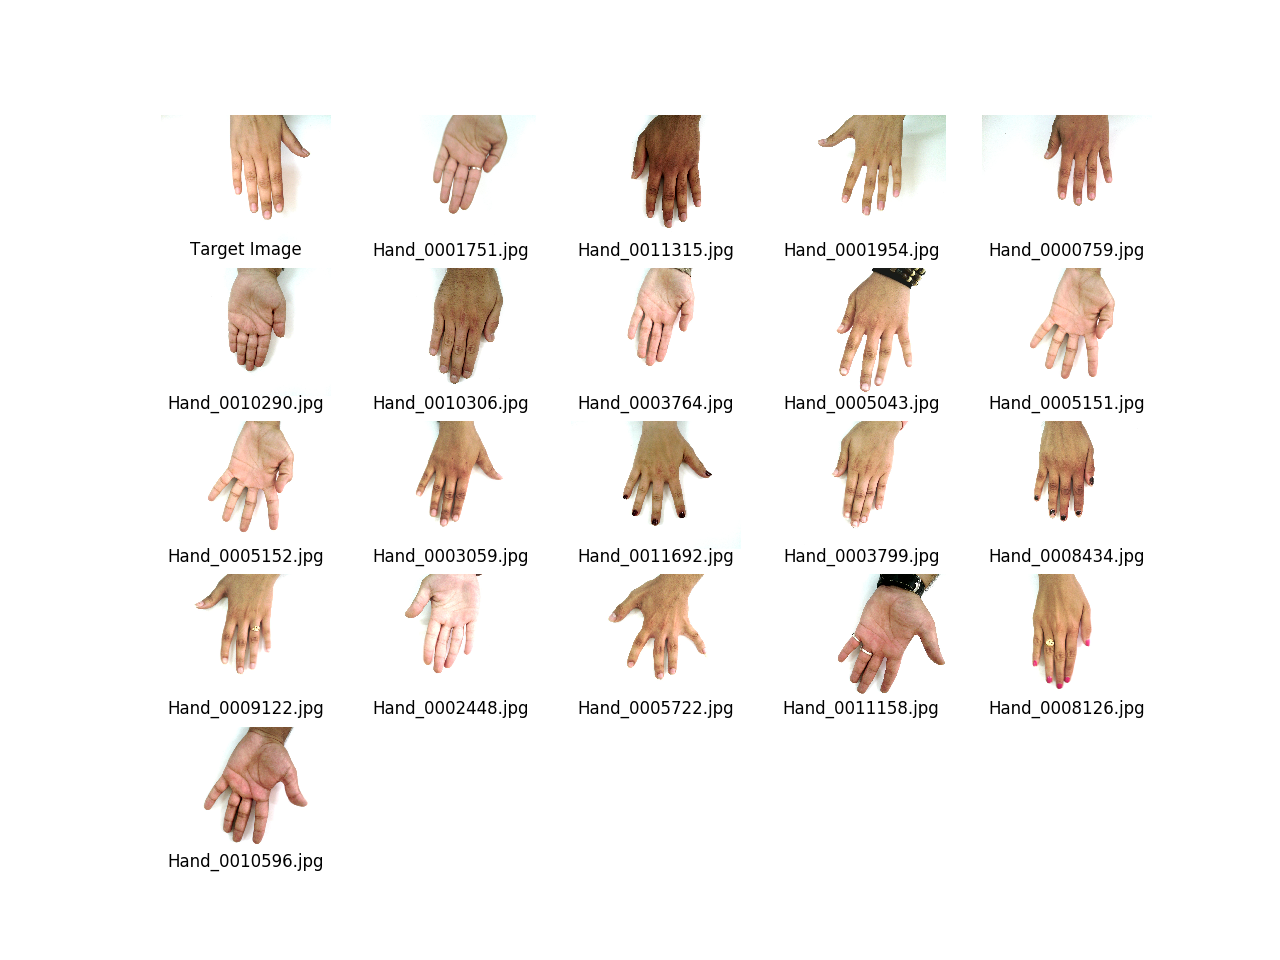 Target Image
Hand_0001751.jpg
Hand_0011315.jpg
Hand_0001954.jpg
Hand_0000759.jpg
Hand_0010290.jpg
Hand_0010306.jpg
Hand_0003764.jpg
Hand_0005043.jpg
Hand_0005151.jpg
Hand_0005152.jpg
Hand_0003059.jpg
Hand_0011692.jpg
Hand_0003799.jpg
Hand_0008434.jpg
Hand_0009122.jpg
Hand_0002448.jpg
Hand_0005722.jpg
Hand_0011158.jpg
Hand_0008126.jpg
Hand_0010596.jpg